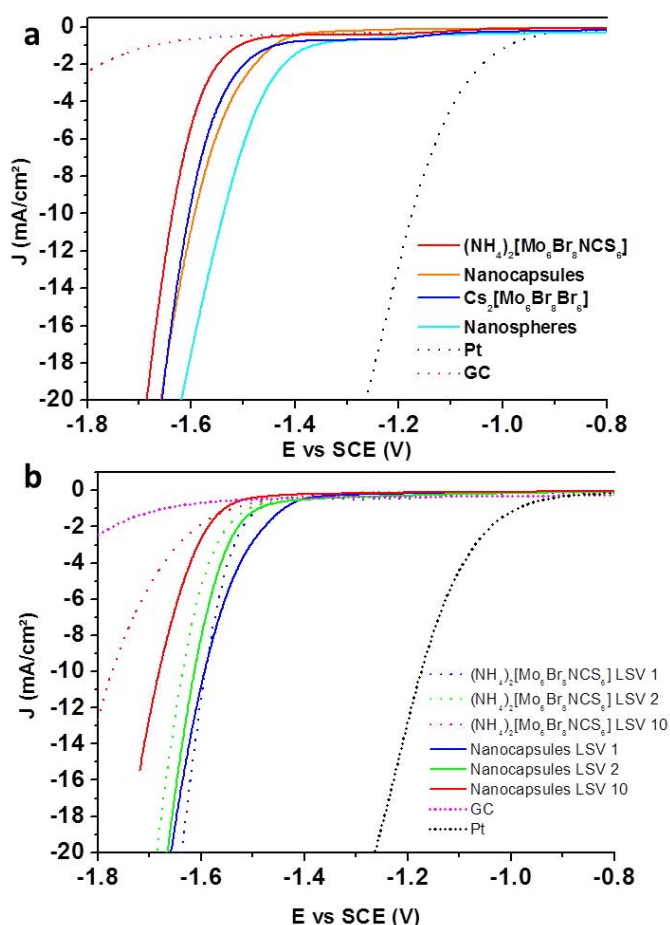 a
0
-2
-4
-6
-8
-10
-12
-14
-16
-18
-20
J (mA/cm²)
(NH₄)₂[Mo₆Br₈NCS₆]
Nanocapsules
Cs₂[Mo₆Br₈Br₆]
Nanospheres
Pt
GC
-1.8 -1.6 -1.4 -1.2 -1.0 -0.8
E vs SCE (V)
b
0
-2
-4
-6
-8
-10
-12
-14
-16
-18
-20
J (mA/cm²)
(NH₄)₂[Mo₆Br₈NCS₆] LSV 1
(NH₄)₂[Mo₆Br₈NCS₆] LSV 2
(NH₄)₂[Mo₆Br₈NCS₆] LSV 10
Nanocapsules LSV 1
Nanocapsules LSV 2
Nanocapsules LSV 10
GC
Pt
-1.8 -1.6 -1.4 -1.2 -1.0 -0.8
E vs SCE (V)